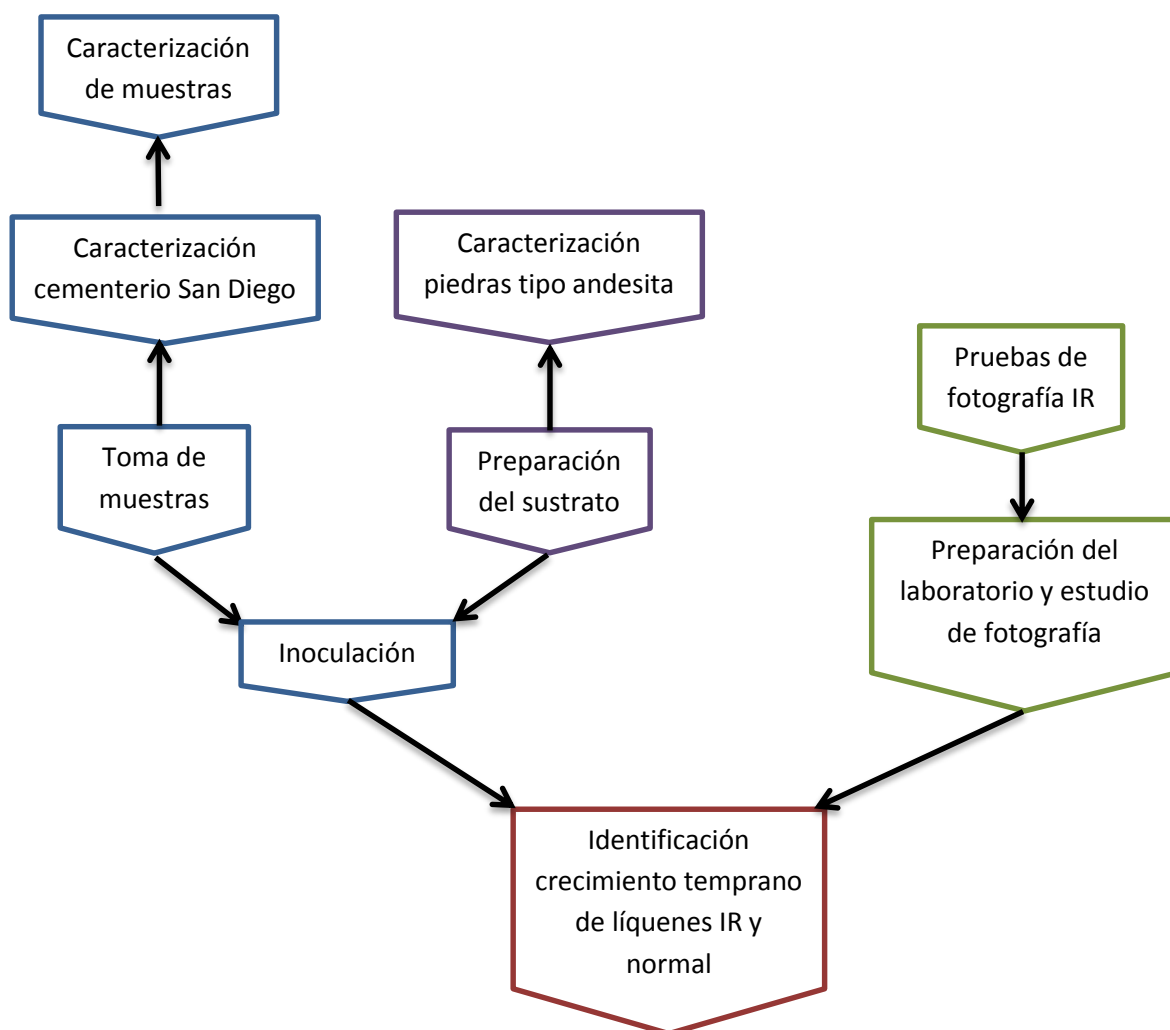 Caracterización
de muestras
Caracterización
cementerio San Diego
Caracterización
piedras tipo andesita
Pruebas de
fotografía IR
Toma de
muestras
Preparación
del sustrato
Preparación del
laboratorio y estudio
de fotografía
Inoculación
Identificación
crecimiento temprano
de líquenes IR y
normal